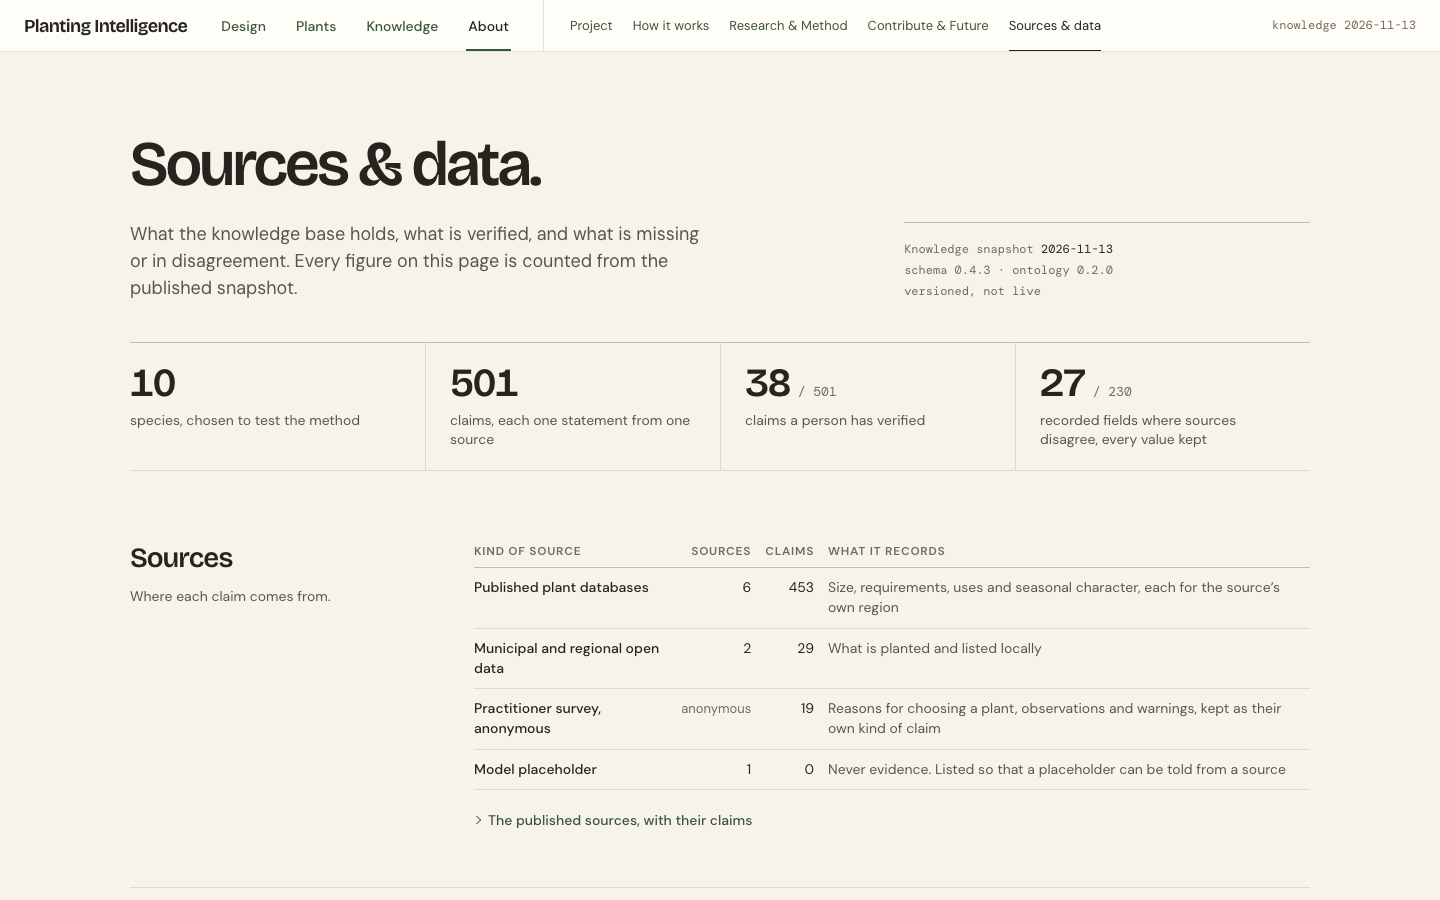 Planting Intelligence Design Plants Knowledge About Project How it works Research & Method Contribute & Future Sources & data knowledge 2026-11-13
Sources & data.
What the knowledge base holds, what is verified, and what is missing
or in disagreement. Every figure on this page is counted from the
published snapshot.
Knowledge snapshot 2026-11-13
schema 0.4.3 · ontology 0.2.0
versioned, not live
10
species, chosen to test the method
501
claims, each one statement from one
source
38 / 501
claims a person has verified
27 / 230
recorded fields where sources
disagree, every value kept
Sources
Where each claim comes from.
KIND OF SOURCE SOURCES CLAIMS WHAT IT RECORDS
Published plant databases 6 453 Size, requirements, uses and seasonal character, each for the source’s
own region
Municipal and regional open 2 29 What is planted and listed locally
data
Practitioner survey, anonymous 19 Reasons for choosing a plant, observations and warnings, kept as their
anonymous own kind of claim
Model placeholder 1 0 Never evidence. Listed so that a placeholder can be told from a source
> The published sources, with their claims